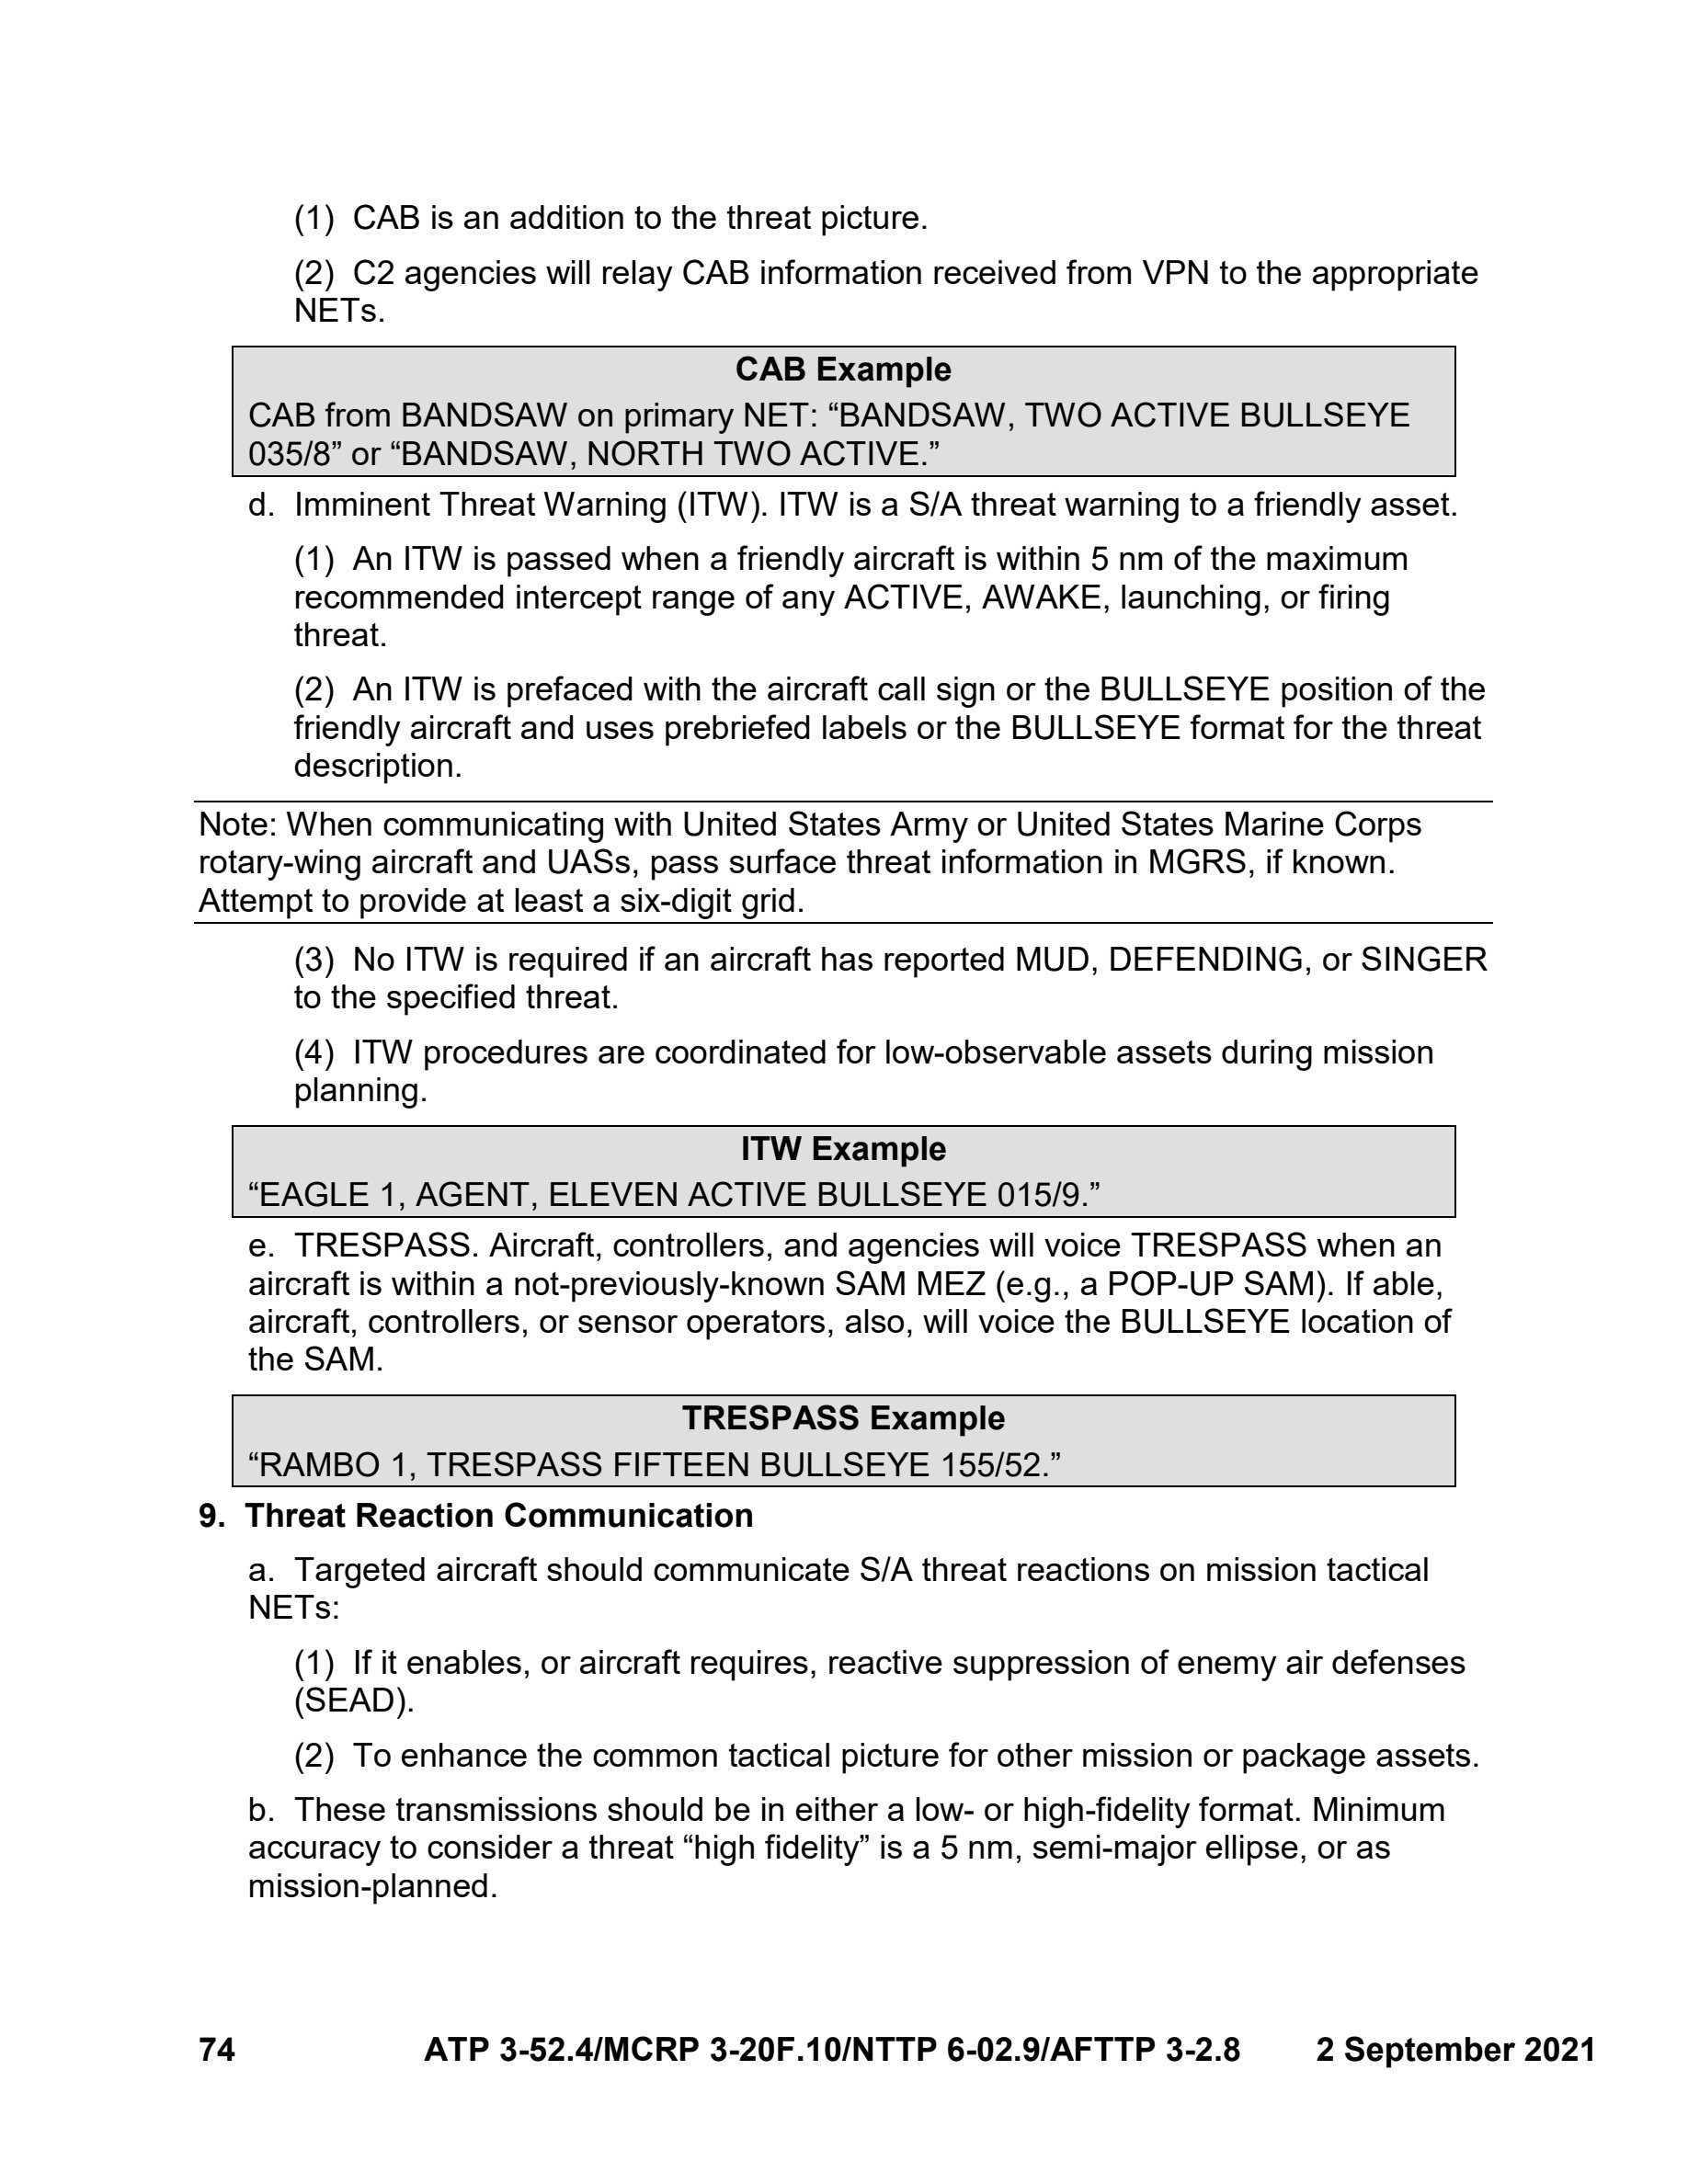 (1) CAB is an addition to the threat picture.
(2) C2 agencies will relay CAB information received from VPN to the appropriate
NETs.
CAB Example
CAB from BANDSAW on primary NET: “BANDSAW, TWO ACTIVE BULLSEYE
035/8” or “BANDSAW, NORTH TWO ACTIVE.”
d. Imminent Threat Warning (ITW). ITW is a S/A threat warning to a friendly asset.
(1) An ITW is passed when a friendly aircraft is within 5 nm of the maximum
recommended intercept range of any ACTIVE, AWAKE, launching, or firing
threat.
(2) An ITW is prefaced with the aircraft call sign or the BULLSEYE position of the
friendly aircraft and uses prebriefed labels or the BULLSEYE format for the threat
description.
Note: When communicating with United States Army or United States Marine Corps
rotary-wing aircraft and UASs, pass surface threat information in MGRS, if known.
Attempt to provide at least a six-digit grid.
(3) No ITW is required if an aircraft has reported MUD, DEFENDING, or SINGER
to the specified threat.
(4) ITW procedures are coordinated for low-observable assets during mission
planning.
ITW Example
“EAGLE 1, AGENT, ELEVEN ACTIVE BULLSEYE 015/9.”
e. TRESPASS. Aircraft, controllers, and agencies will voice TRESPASS when an
aircraft is within a not-previously-known SAM MEZ (e.g., a POP-UP SAM). If able,
aircraft, controllers, or sensor operators, also, will voice the BULLSEYE location of
the SAM.
TRESPASS Example
“RAMBO 1, TRESPASS FIFTEEN BULLSEYE 155/52.”
9. Threat Reaction Communication
a. Targeted aircraft should communicate S/A threat reactions on mission tactical
NETs:
(1) If it enables, or aircraft requires, reactive suppression of enemy air defenses
(SEAD).
(2) To enhance the common tactical picture for other mission or package assets.
b. These transmissions should be in either a low- or high-fidelity format. Minimum
accuracy to consider a threat “high fidelity” is a 5 nm, semi-major ellipse, or as
mission-planned.
74 ATP 3-52.4/MCRP 3-20F.10/NTTP 6-02.9/AFTTP 3-2.8 2 September 2021